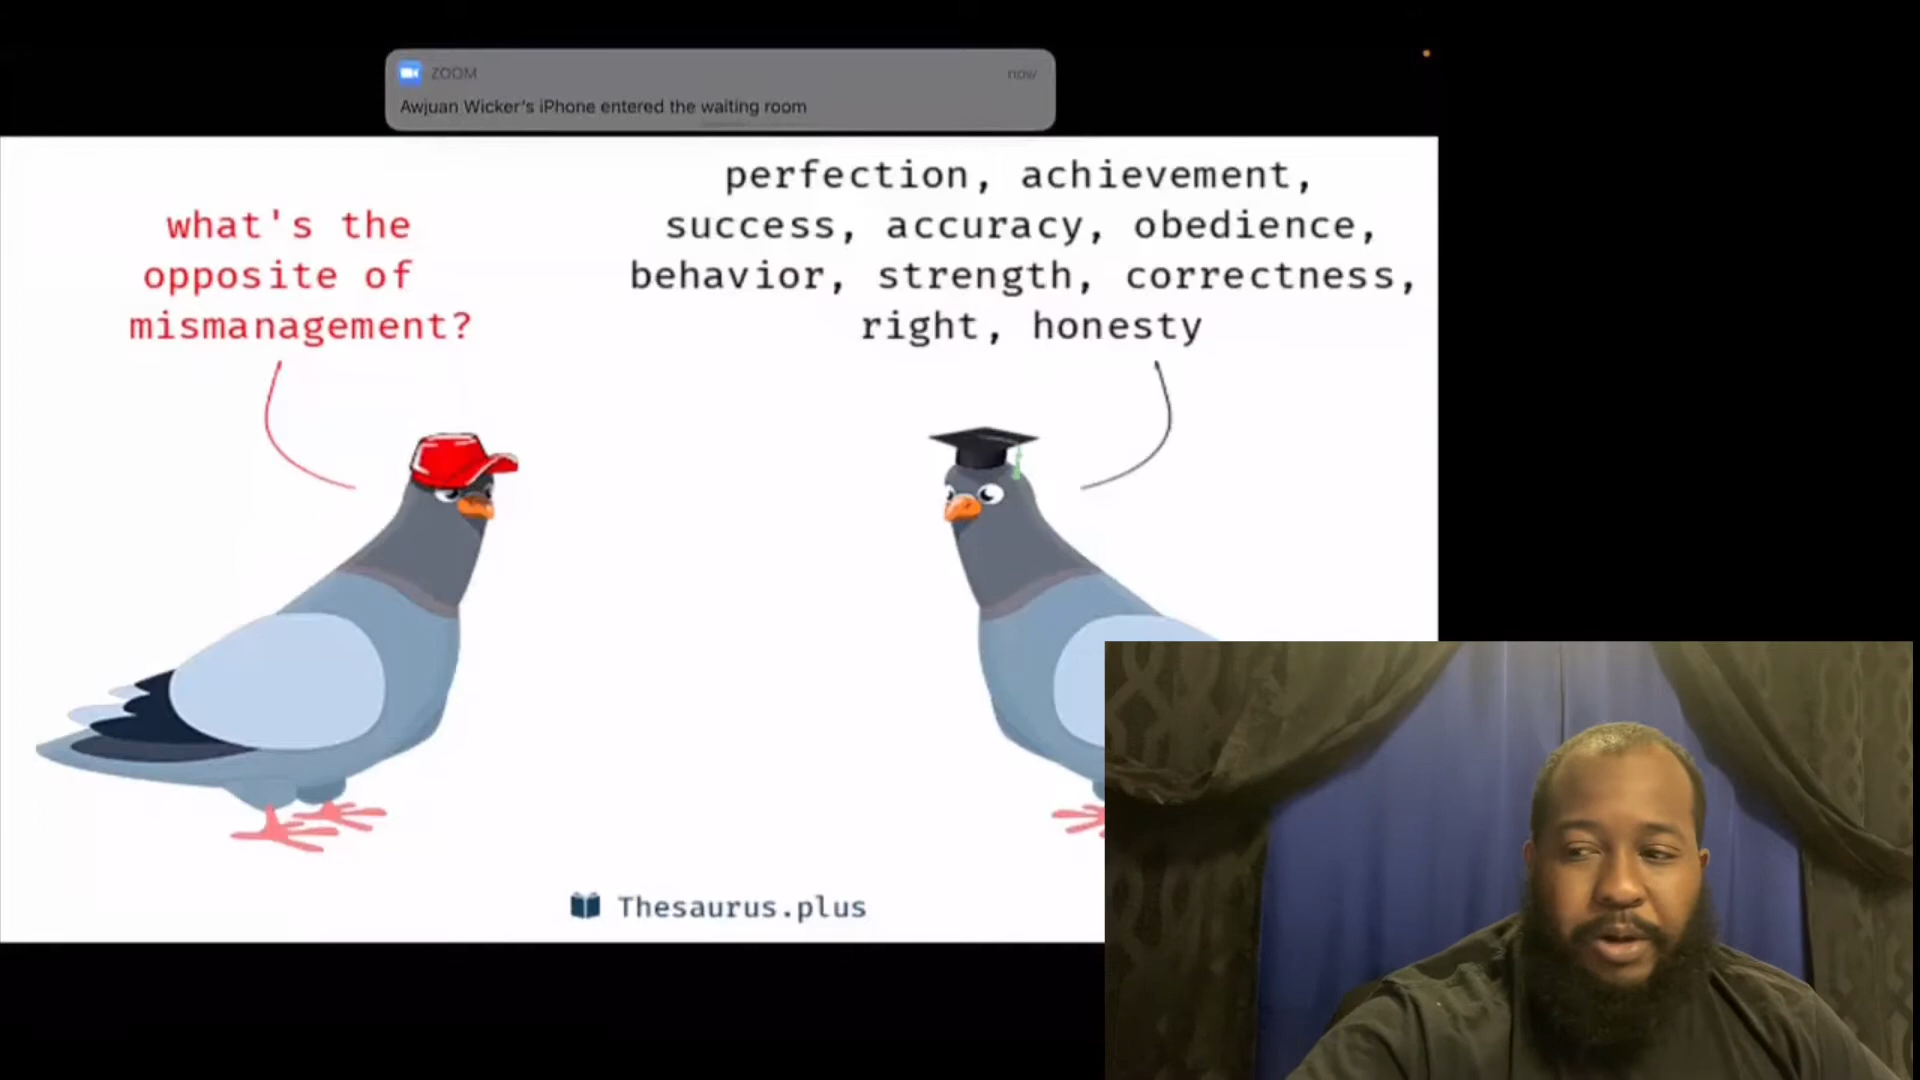 ZOOM
now
Awjuan Wicker's iPhone entered the waiting room
what's the
opposite of
mismanagement?
perfection, achievement,
success, accuracy, obedience,
behavior, strength, correctness,
right, honesty
Thesaurus.plus